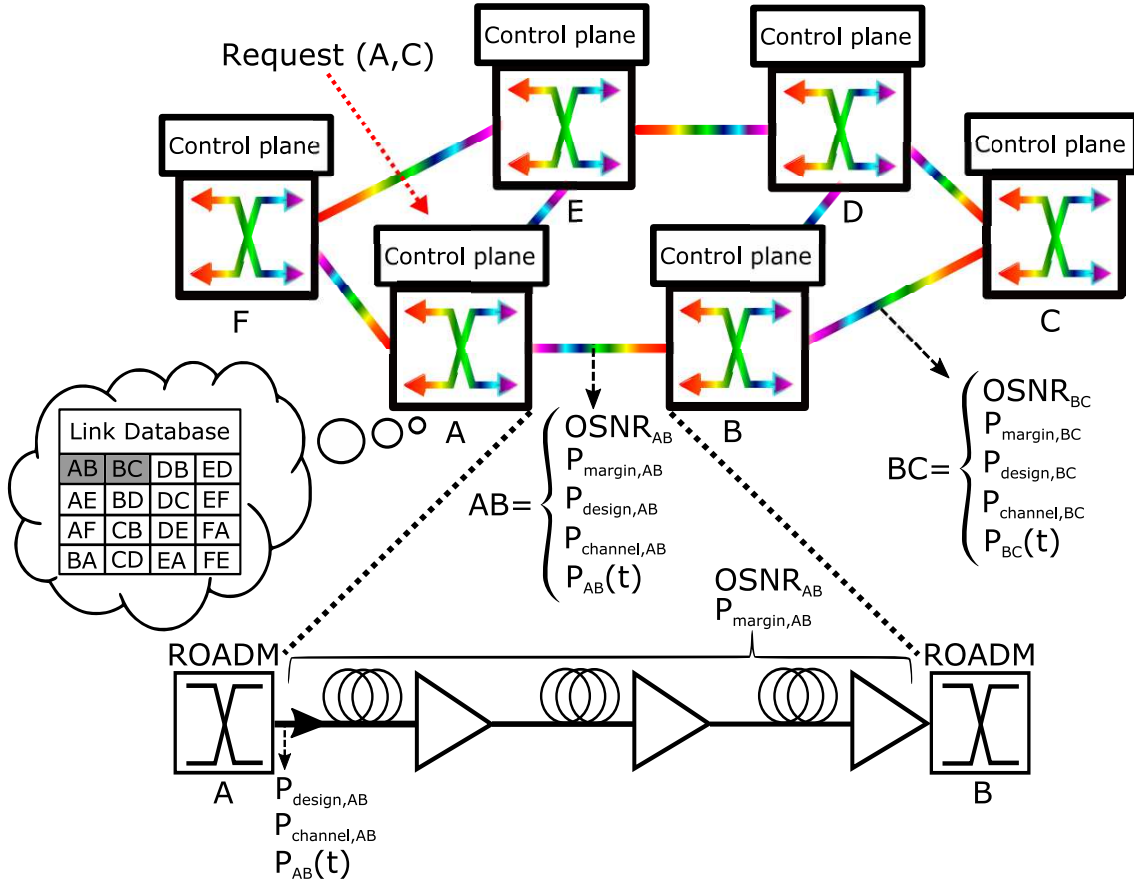 Control plane
Control plane
Request (A,C)
Control plane
Control plane
E
D
Control plane
Control plane
F
C
A
B
Link Database
AB BC DB ED
AE BD DC EF
AF CB DE FA
BA CD EA FE
AB=
OSNR_AB
P_margin,AB
P_design,AB
P_channel,AB
P_AB(t)
BC=
OSNR_BC
P_margin,BC
P_design,BC
P_channel,BC
P_BC(t)
OSNR_AB
P_margin,AB
ROADM
ROADM
A
B
P_design,AB
P_channel,AB
P_AB(t)